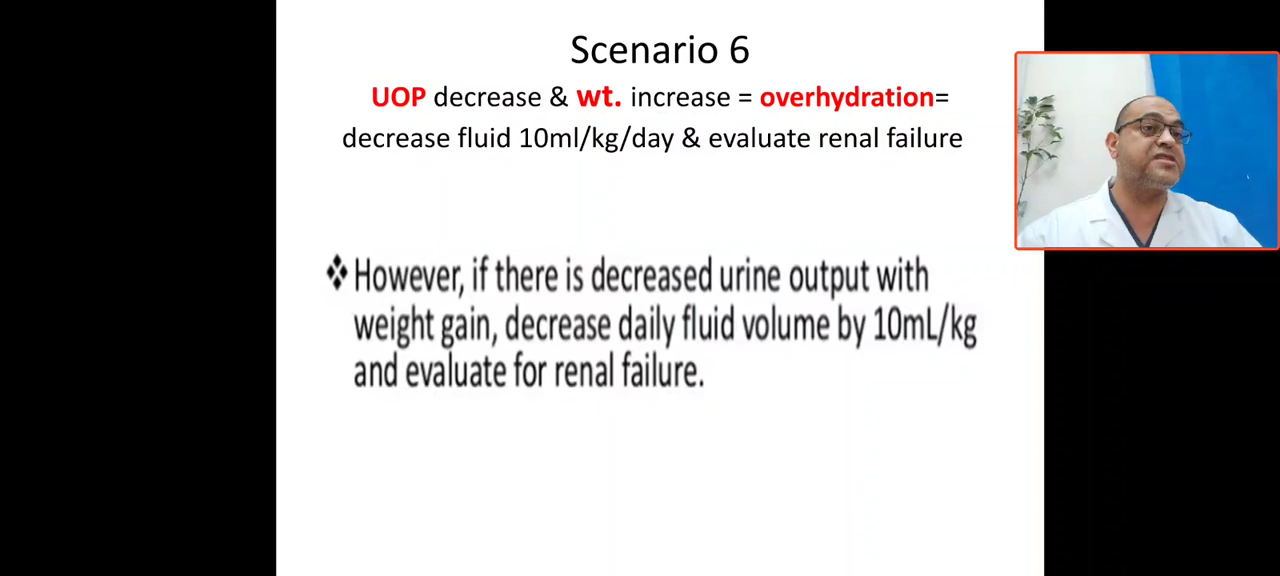 Scenario 6
UOP decrease & wt. increase = overhydration=
decrease fluid 10ml/kg/day & evaluate renal failure
❖However, if there is decreased urine output with
weight gain, decrease daily fluid volume by 10mL/kg
and evaluate for renal failure.